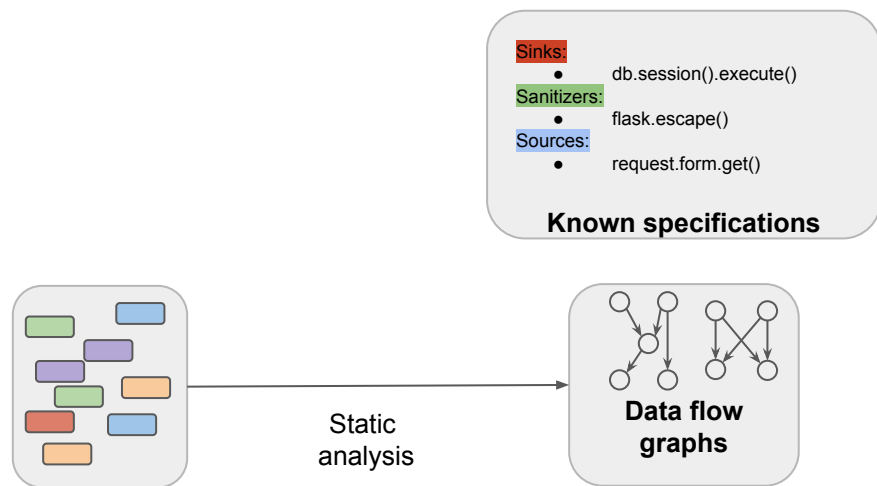 Sinks:
● db.session().execute()
Sanitizers:
● flask.escape()
Sources:
● request.form.get()
Known specifications
Static
analysis
Data flow
graphs